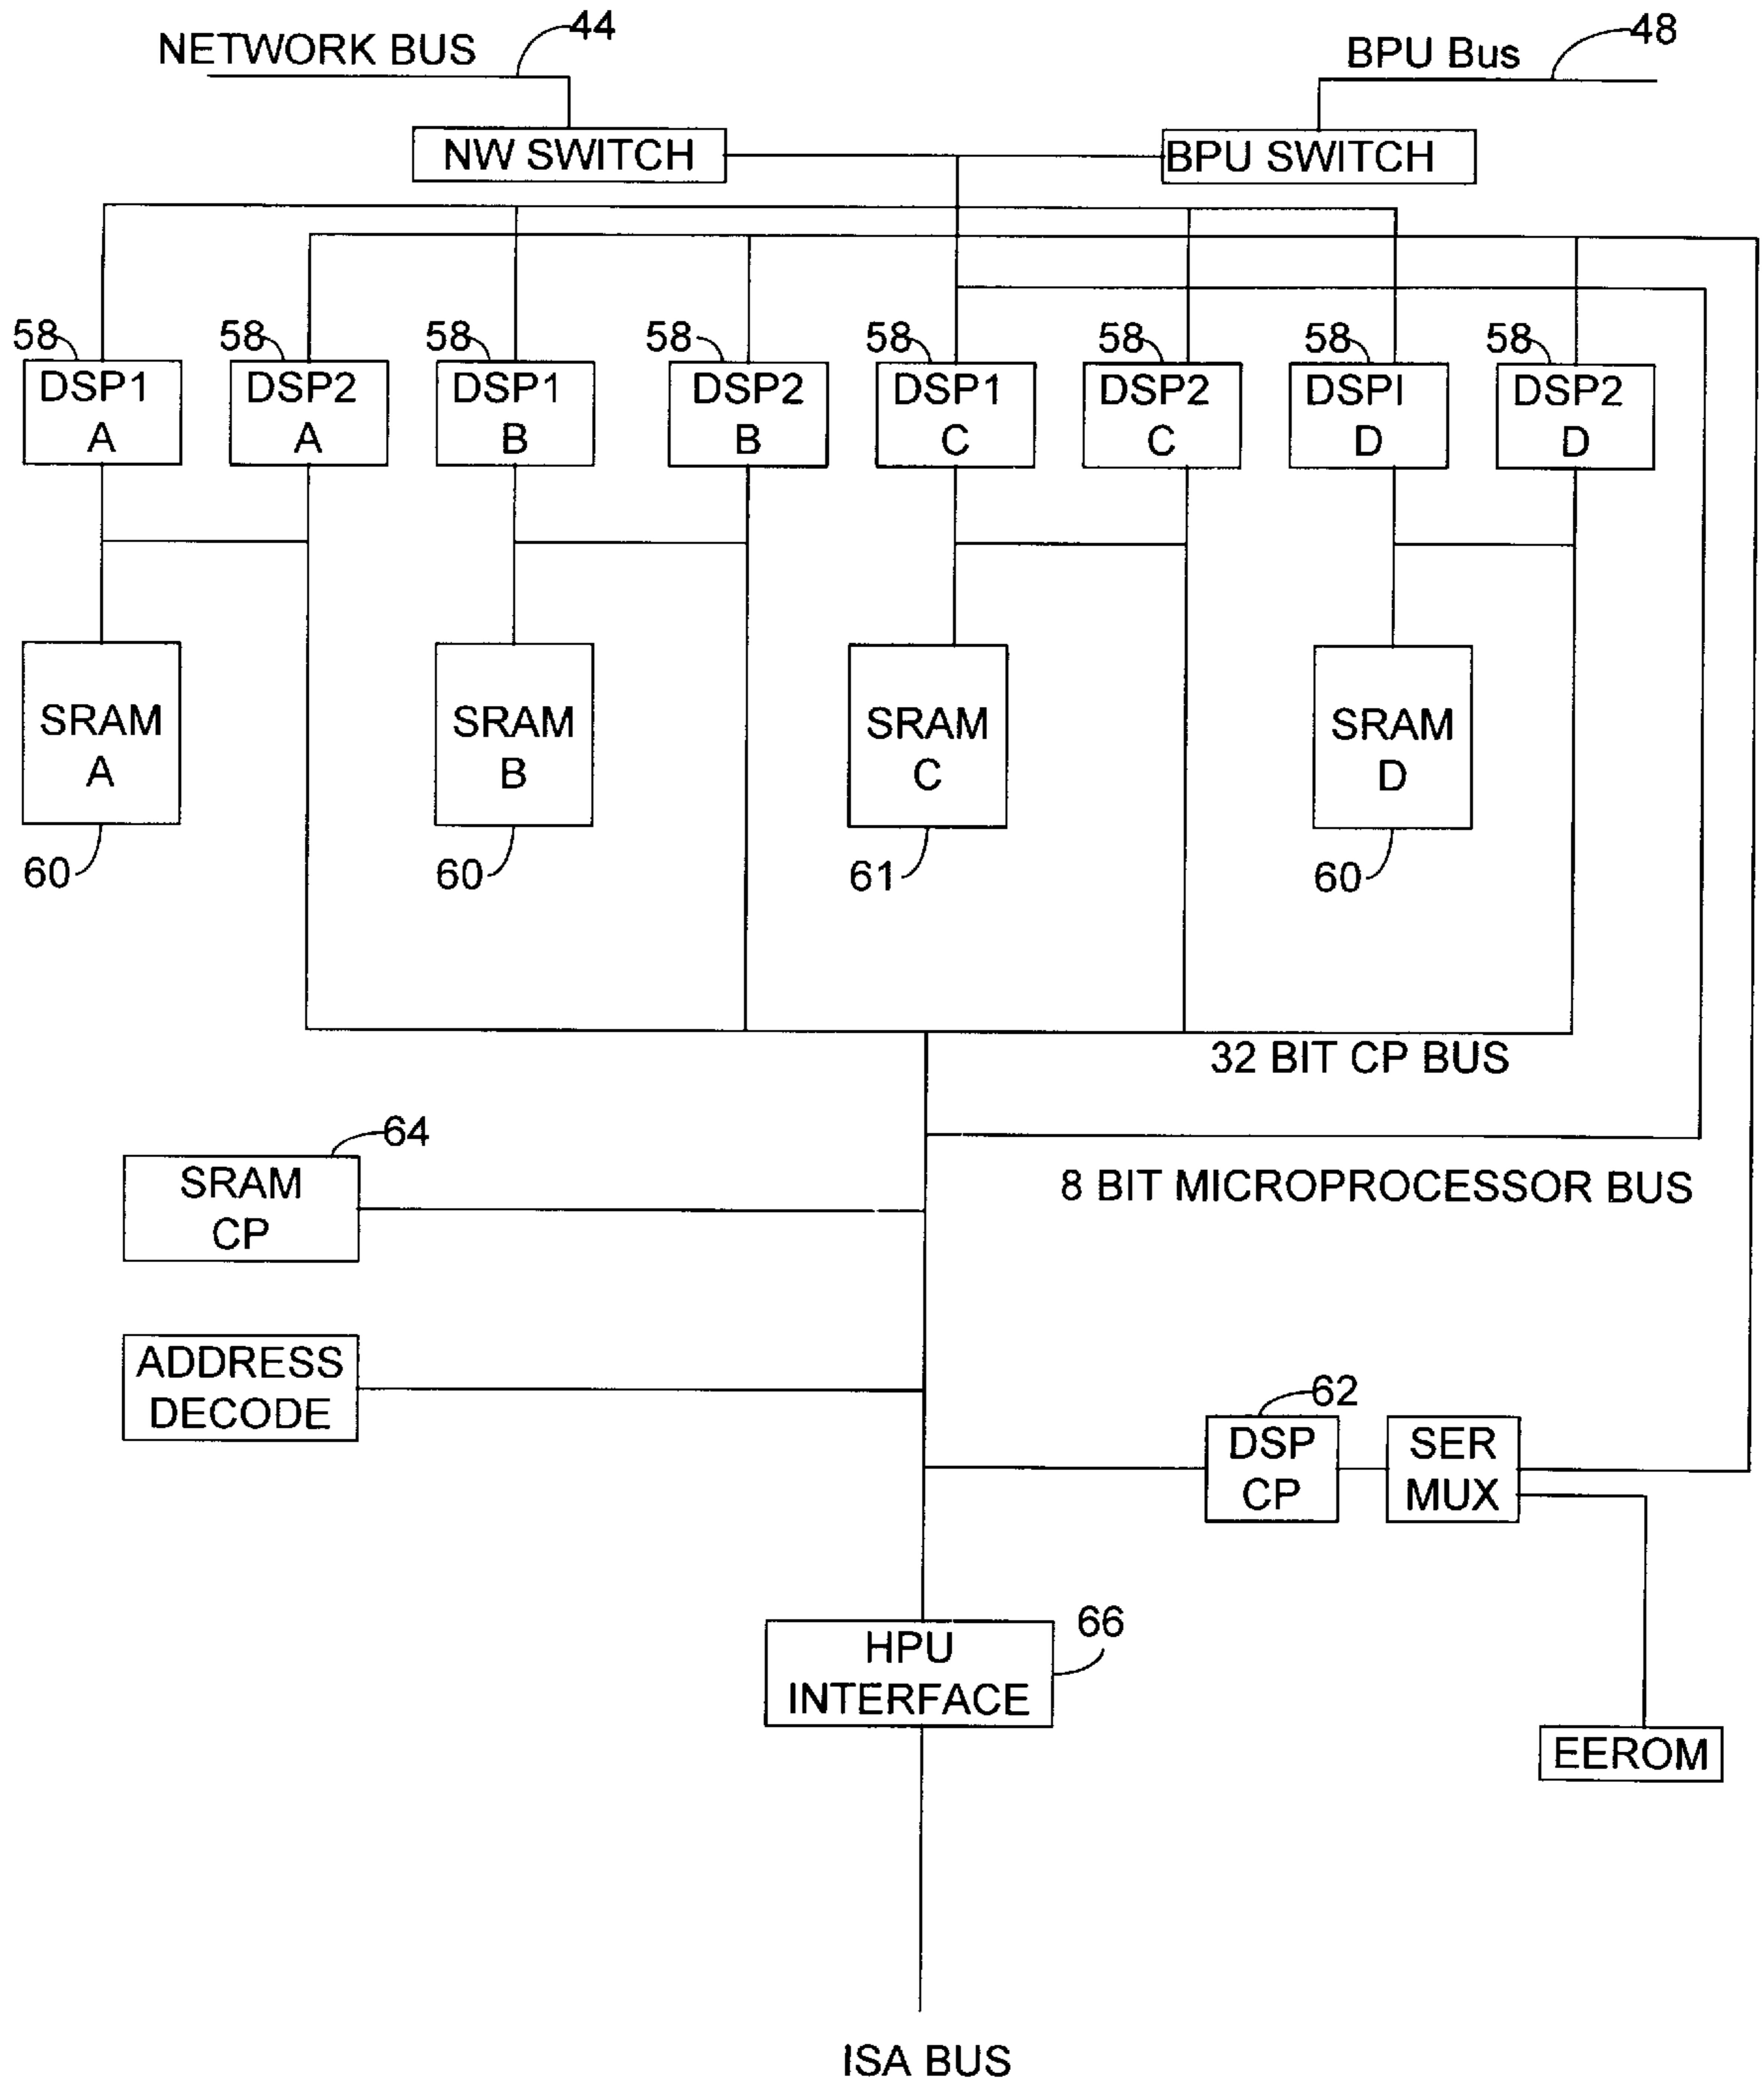 44
48
NETWORK BUS
BPU Bus
NW SWITCH
BPU SWITCH
58
58
58
58
58
58
58
58
DSP1
A
DSP2
A
DSP1
B
DSP2
B
DSP1
C
DSP2
C
DSPI
D
DSP2
D
SRAM
A
SRAM
B
SRAM
C
SRAM
D
60
60
61
60
32 BIT CP BUS
64
SRAM
CP
8 BIT MICROPROCESSOR BUS
ADDRESS
DECODE
62
DSP
CP
SER
MUX
66
HPU
INTERFACE
EEROM
ISA BUS